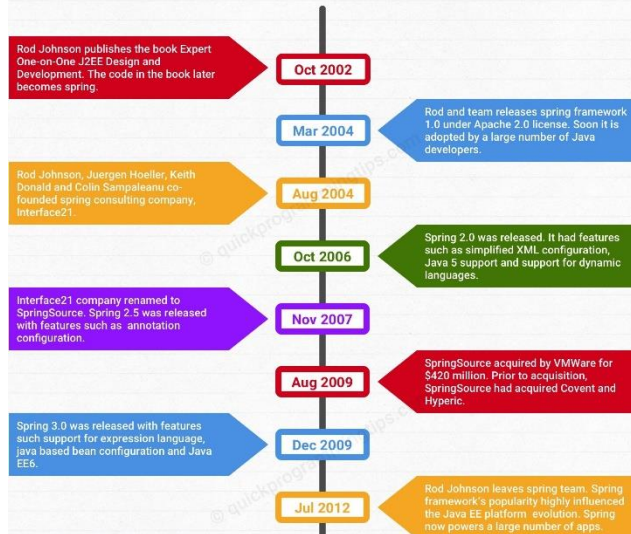 Rod Johnson publishes the book Expert
One-on-One J2EE Design and
Development. The code in the book later
becomes spring.
Oct 2002
Mar 2004
Rod and team releases spring framework
1.0 under Apache 2.0 license. Soon it is
adopted by a large number of Java
developers.
Rod Johnson, Juergen Hoeller, Keith
Donald and Colin Sampaleanu co-
founded spring consulting company,
Interface21.
Aug 2004
Oct 2006
Spring 2.0 was released. It had features
such as simplified XML configuration,
Java 5 support and support for dynamic
languages.
Interface21 company renamed to
SpringSource. Spring 2.5 was released
with features such as annotation
configuration.
Nov 2007
Aug 2009
SpringSource acquired by VMWare for
$420 million. Prior to acquisition,
SpringSource had acquired Covent and
Hyperic.
Spring 3.0 was released with features
such support for expression language,
java based bean configuration and Java
EE6.
Dec 2009
Jul 2012
Rod Johnson leaves spring team. Spring
framework's popularity highly influenced
the Java EE platform evolution. Spring
now powers a large number of apps.
© quickprogrammingtips.com
© quickprogrammingtips.com